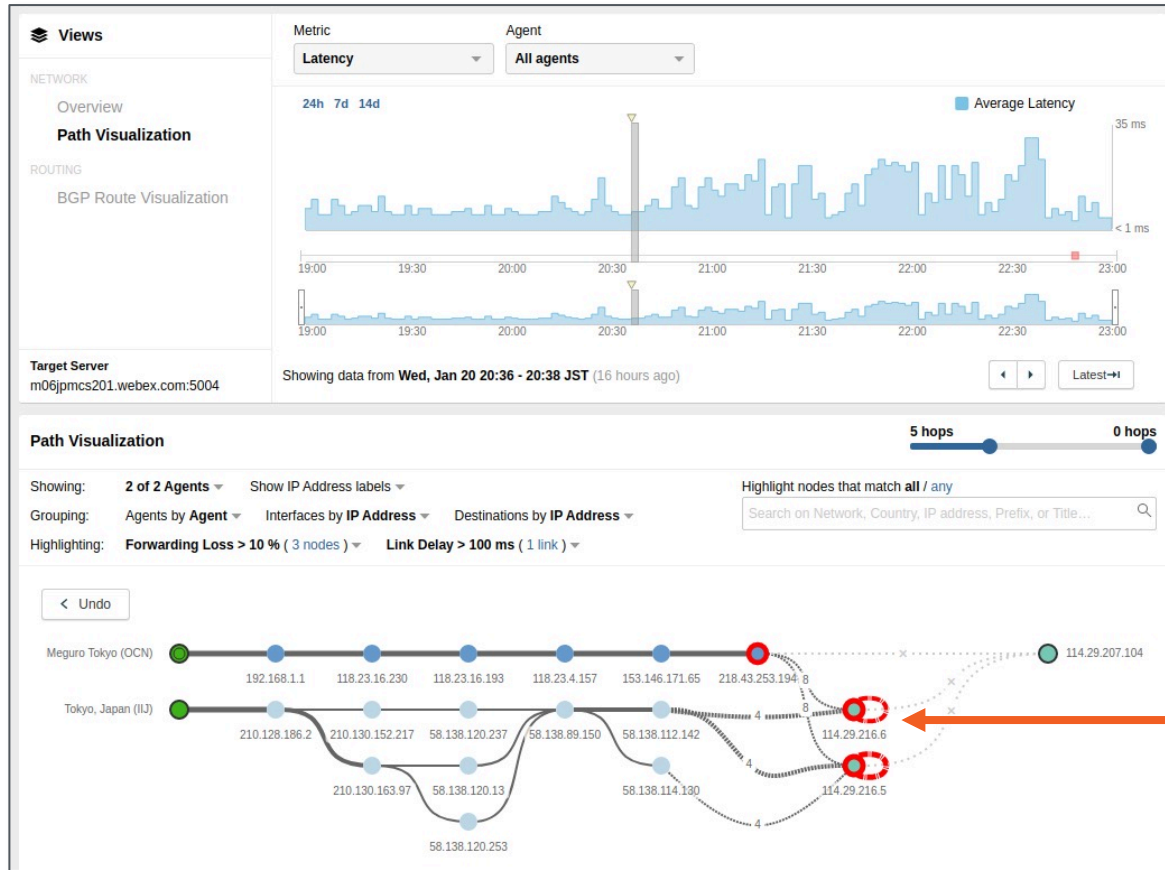 Views
NETWORK
Overview
Path Visualization
ROUTING
BGP Route Visualization
Target Server
m06jpmcs201.webex.com:5004
Metric Agent
Latency All agents
24h 7d 14d Average Latency
35 ms
< 1 ms
19:00 19:30 20:00 20:30 21:00 21:30 22:00 22:30 23:00
19:00 19:30 20:00 20:30 21:00 21:30 22:00 22:30 23:00
Showing data from Wed, Jan 20 20:36 - 20:38 JST (16 hours ago) Latest
Path Visualization 5 hops 0 hops
Showing: 2 of 2 Agents Show IP Address labels Highlight nodes that match all / any
Grouping: Agents by Agent Interfaces by IP Address Destinations by IP Address Search on Network, Country, IP address, Prefix, or Title...
Highlighting: Forwarding Loss > 10 % ( 3 nodes ) Link Delay > 100 ms ( 1 link )
< Undo
Meguro Tokyo (OCN) 114.29.207.104
192.168.1.1 118.23.16.230 118.23.16.193 118.23.4.157 153.146.171.65 218.43.253.194 8
Tokyo, Japan (IIJ) 8 4
210.128.186.2 210.130.152.217 58.138.120.237 58.138.89.150 58.138.112.142 114.29.216.6
4
210.130.163.97 58.138.120.13 58.138.114.130 114.29.216.5
4
58.138.120.253